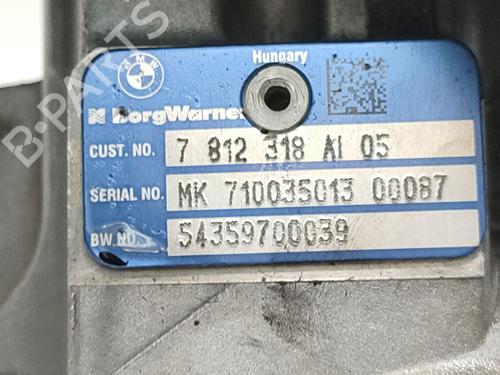 BMW
Hungary
BorgWarner
CUST. NO. 7 812 318 AI 05
SERIAL NO. MK 710035013 00087
BW.NO. 54359700039
B-PARTS